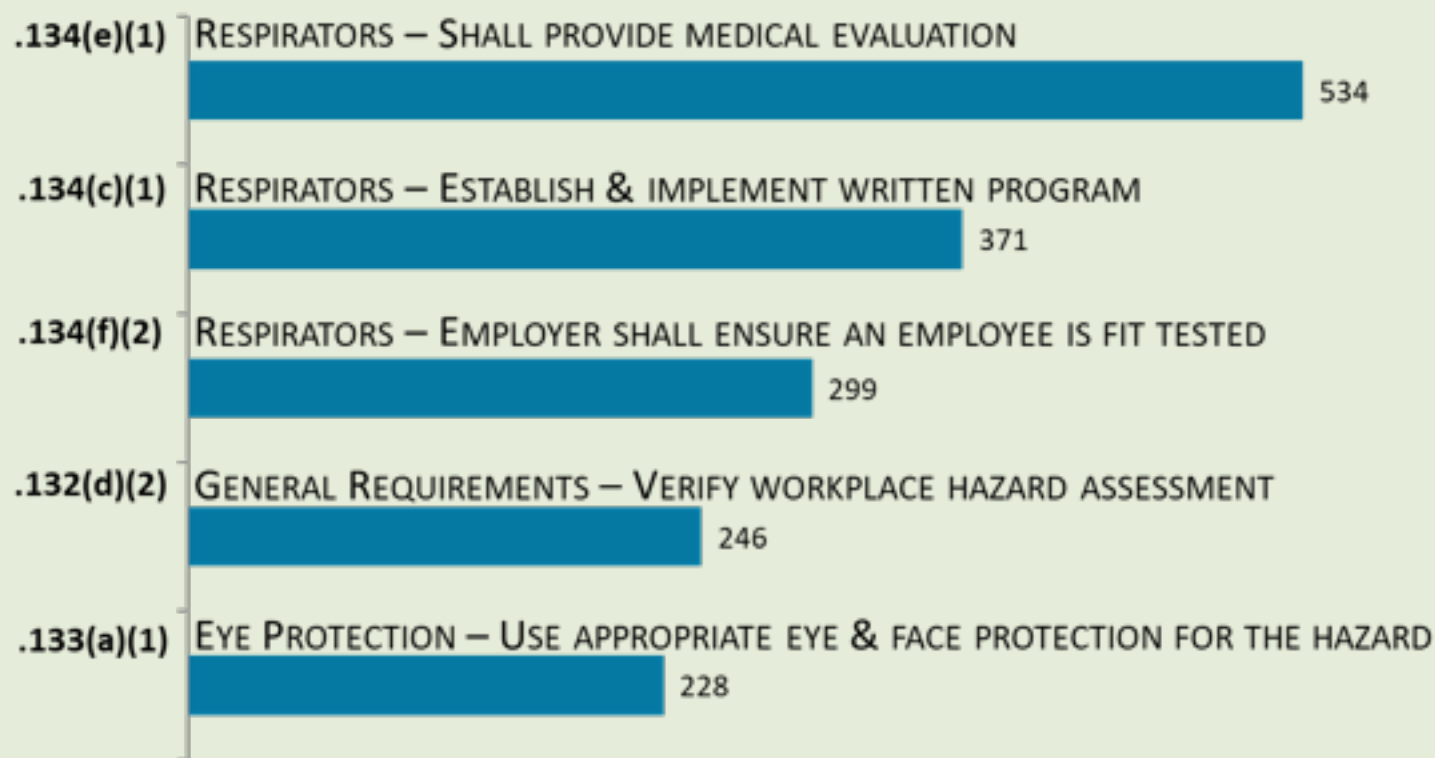 .134(e)(1) RESPIRATORS – SHALL PROVIDE MEDICAL EVALUATION
534
.134(c)(1) RESPIRATORS – ESTABLISH & IMPLEMENT WRITTEN PROGRAM
371
.134(f)(2) RESPIRATORS – EMPLOYER SHALL ENSURE AN EMPLOYEE IS FIT TESTED
299
.132(d)(2) GENERAL REQUIREMENTS – VERIFY WORKPLACE HAZARD ASSESSMENT
246
.133(a)(1) EYE PROTECTION – USE APPROPRIATE EYE & FACE PROTECTION FOR THE HAZARD
228